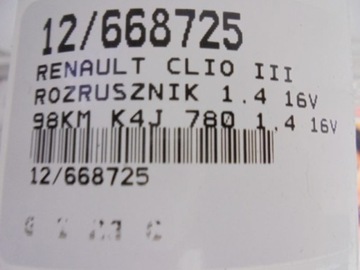 12/668725
RENAULT CLIO III
ROZRUSZNIK 1.4 16V
98KM K4J 780 1.4 16V
12/668725